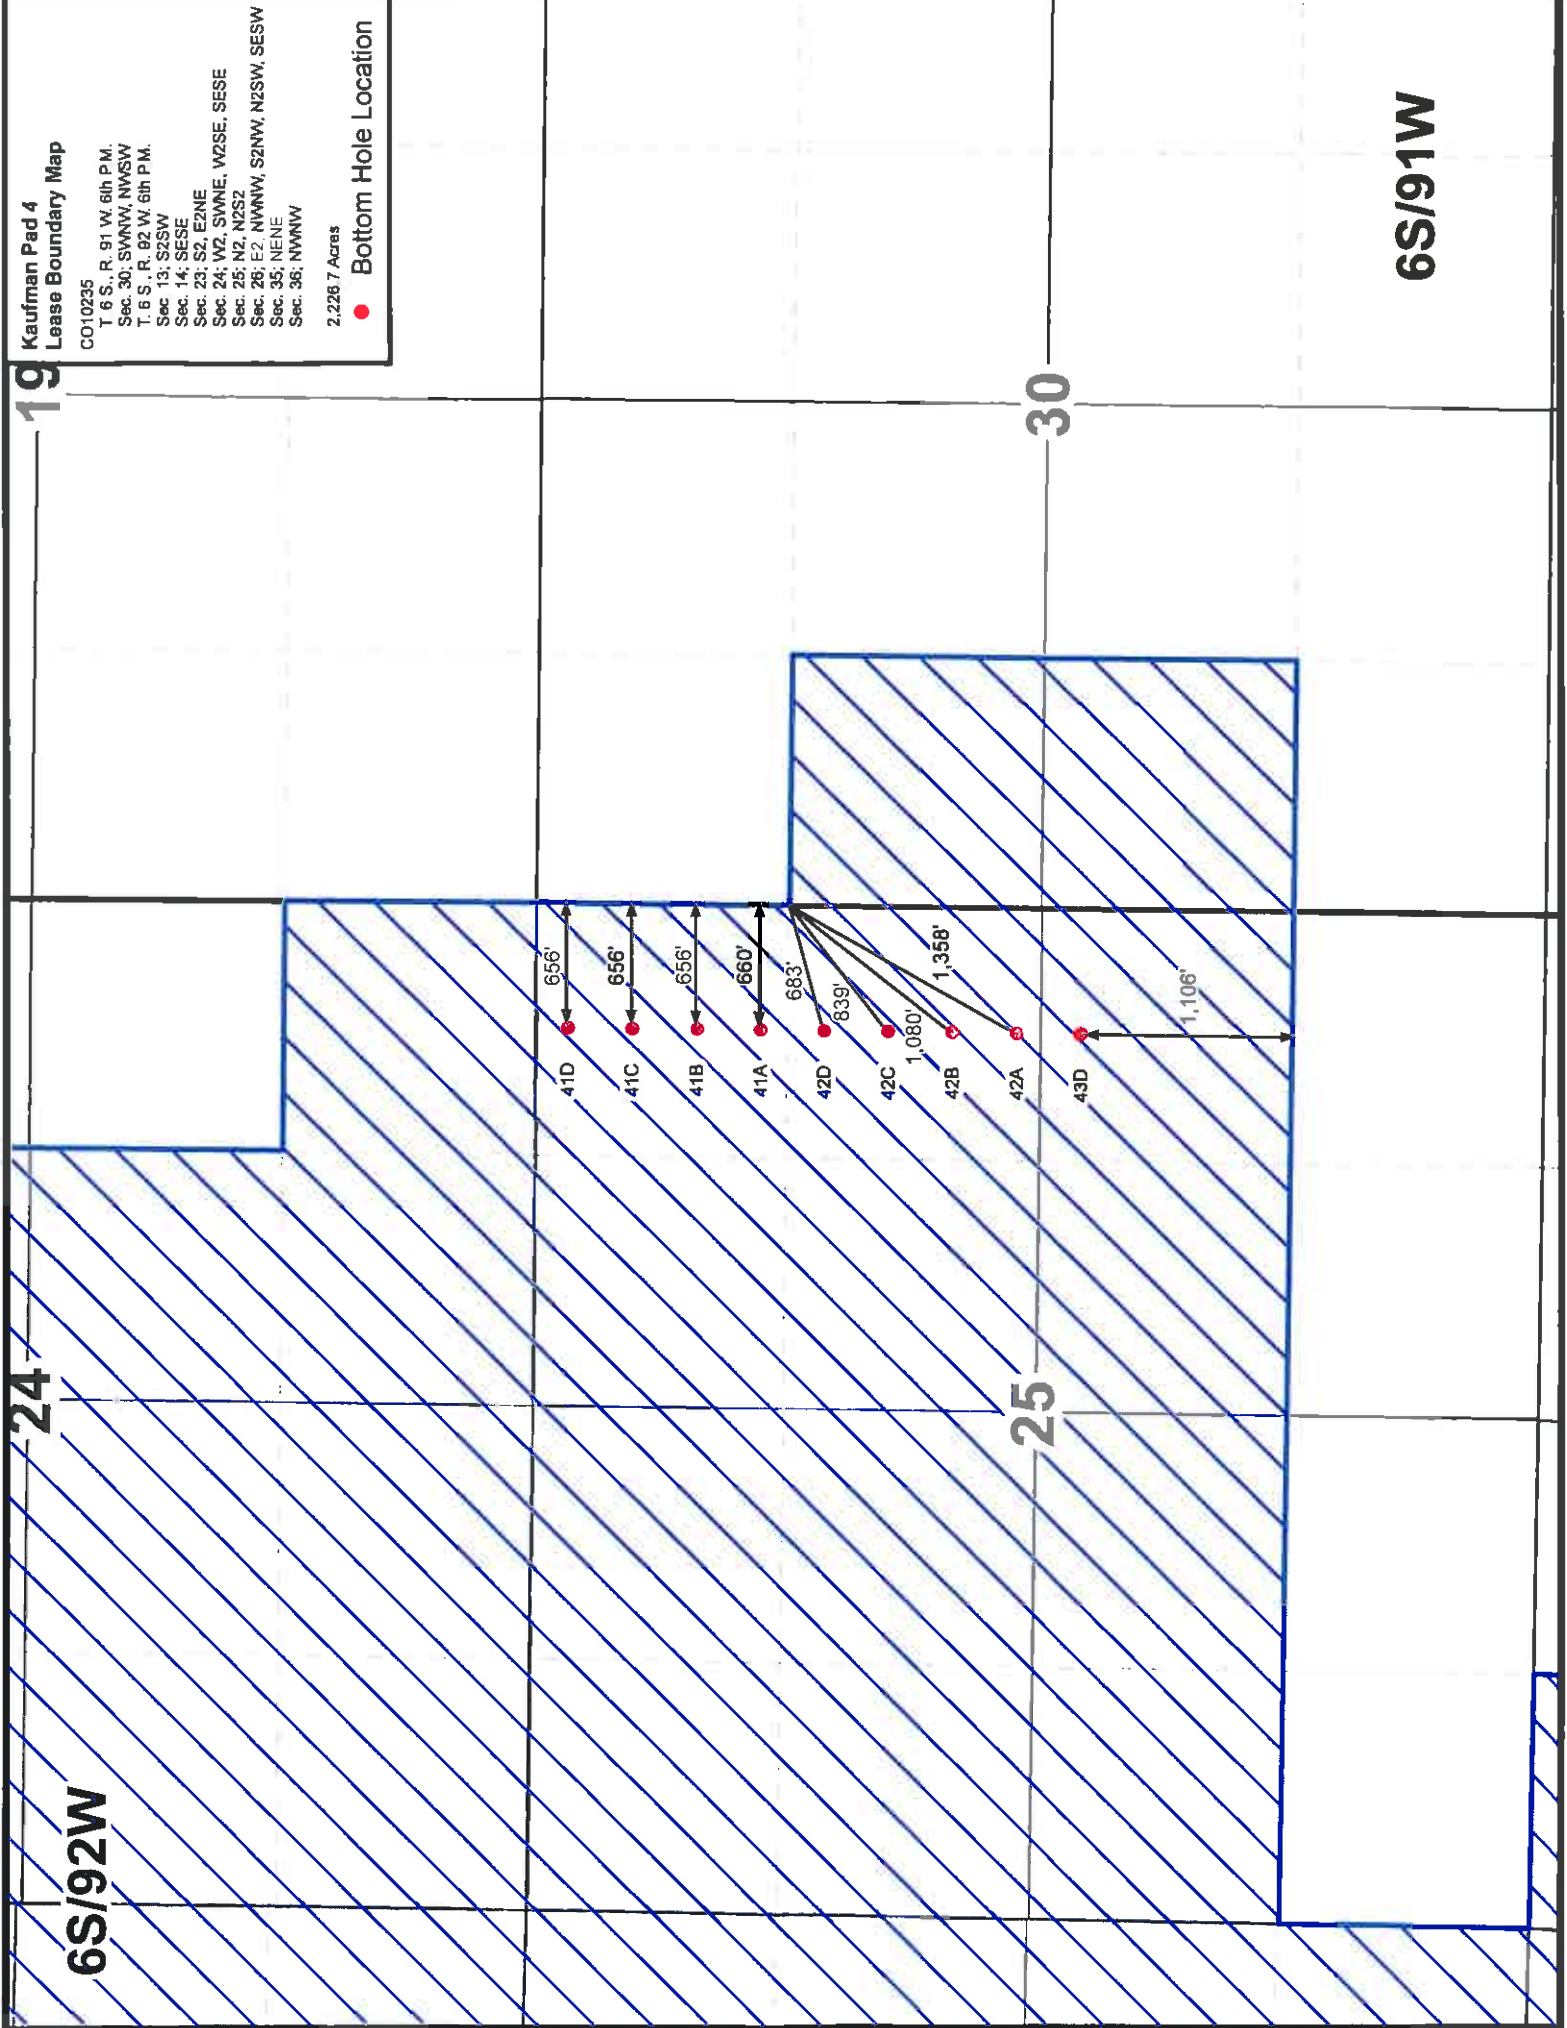 Kaufman Pad 4
Lease Boundary Map
CO10235
T 6 S., R. 91 W. 6th P.M.
Sec. 30; SWNW, NWSW
T. 6 S., R. 92 W. 6th P.M.
Sec 13; S2SW
Sec. 14; SESE
Sec. 23; S2, E2NE
Sec. 24; W2, SWNE, W2SE, SESE
Sec. 25; N2, N2S2
Sec. 26; E2, NWNW, S2NW, N2SW, SESW
Sec. 35; NENE
Sec. 36; NWNW
2,226.7 Acres
Bottom Hole Location
6S/92W
24
19
41D
656'
41C
656'
41B
656'
41A
660'
42D
683'
42C
839'
42B
1,080'
42A
1,358'
43D
1,106'
25
30
6S/91W